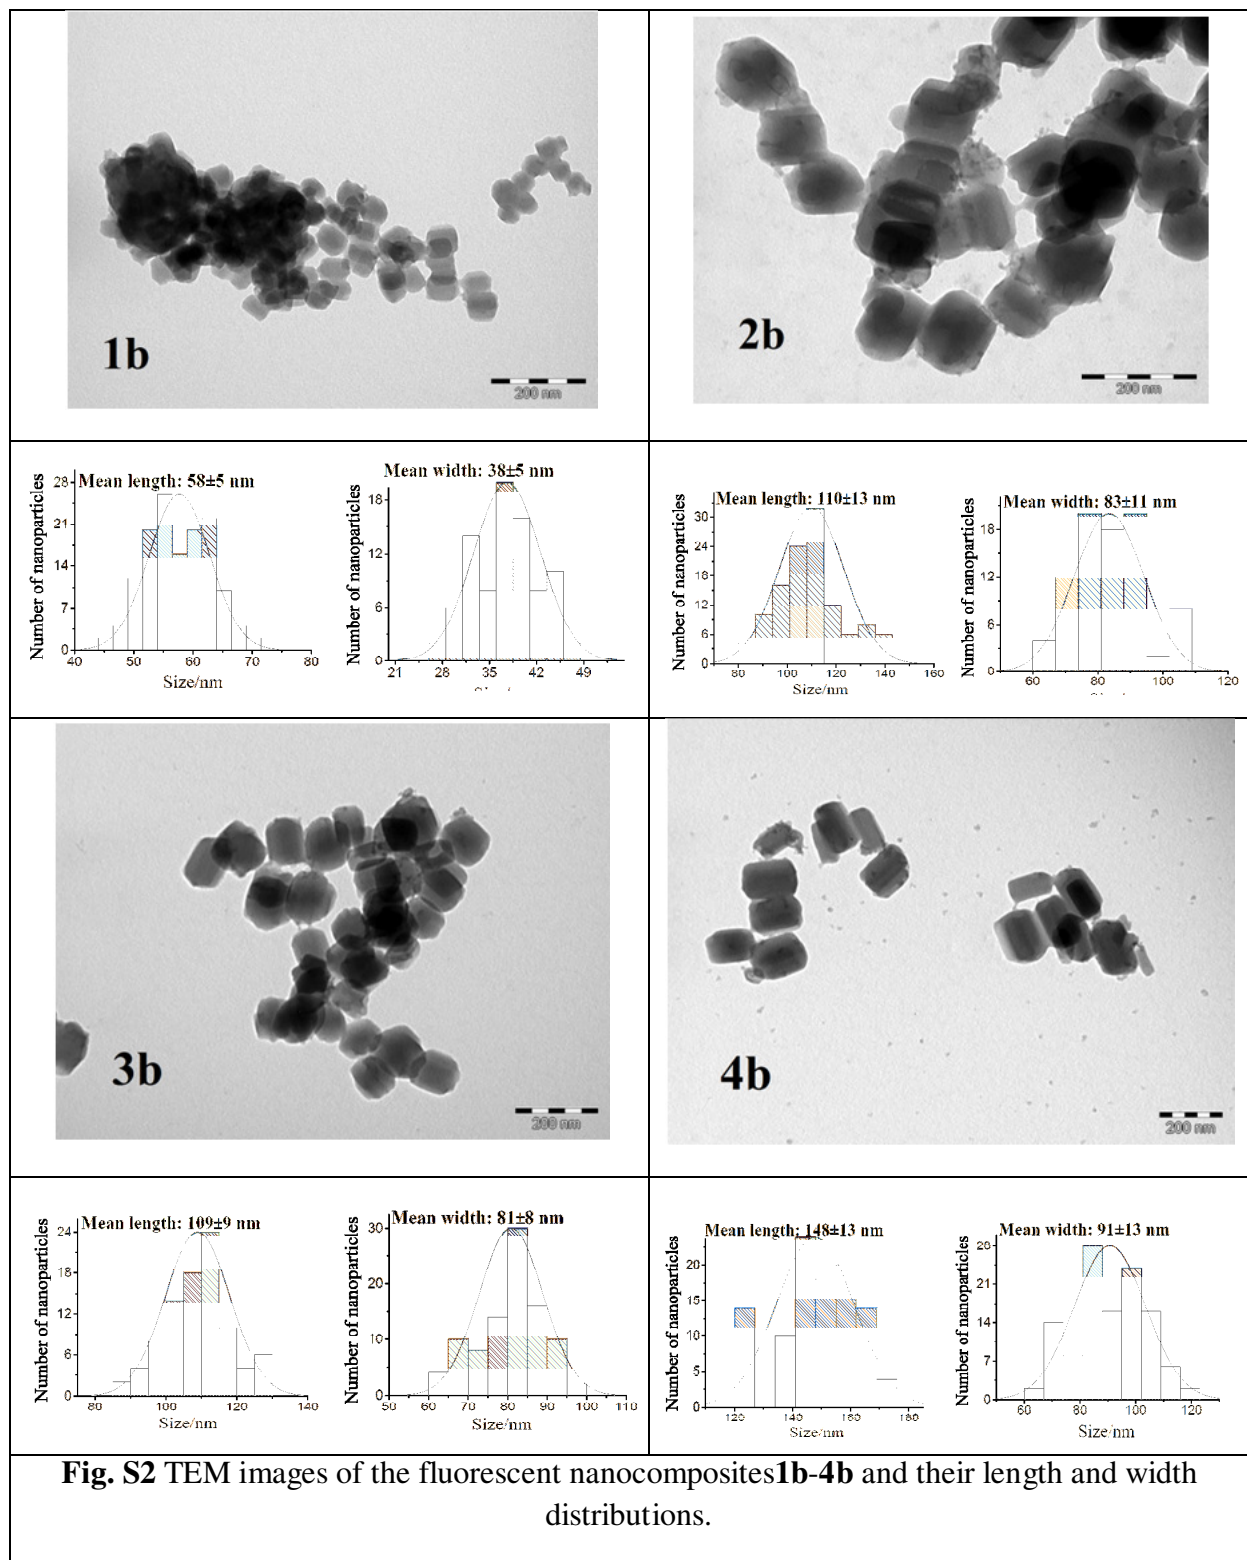 1b
200 nm
2b
200 nm
Mean length: 58±5 nm
Number of nanoparticles
28
21
14
7
0
40 50 60 70 80
Size/nm
Mean width: 38±5 nm
18
12
6
0
21 28 35 42 49
Mean length: 110±13 nm
Number of nanoparticles
30
24
18
12
6
0
80 100 120 140 160
Size/nm
Mean width: 83±11 nm
18
12
6
0
60 80 100 120
3b
200 nm
4b
200 nm
Mean length: 109±9 nm
Number of nanoparticles
24
18
12
6
0
80 100 120 140
Size/nm
Mean width: 81±8 nm
Number of nanoparticles
30
20
10
0
50 60 70 80 90 100 110
Size/nm
Mean length: 148±13 nm
Number of nanoparticles
20
15
10
5
0
120 140 160 180
Size/nm
Mean width: 91±13 nm
Number of nanoparticles
28
21
14
7
0
60 80 100 120
Size/nm
Fig. S2 TEM images of the fluorescent nanocomposites1b-4b and their length and width
distributions.